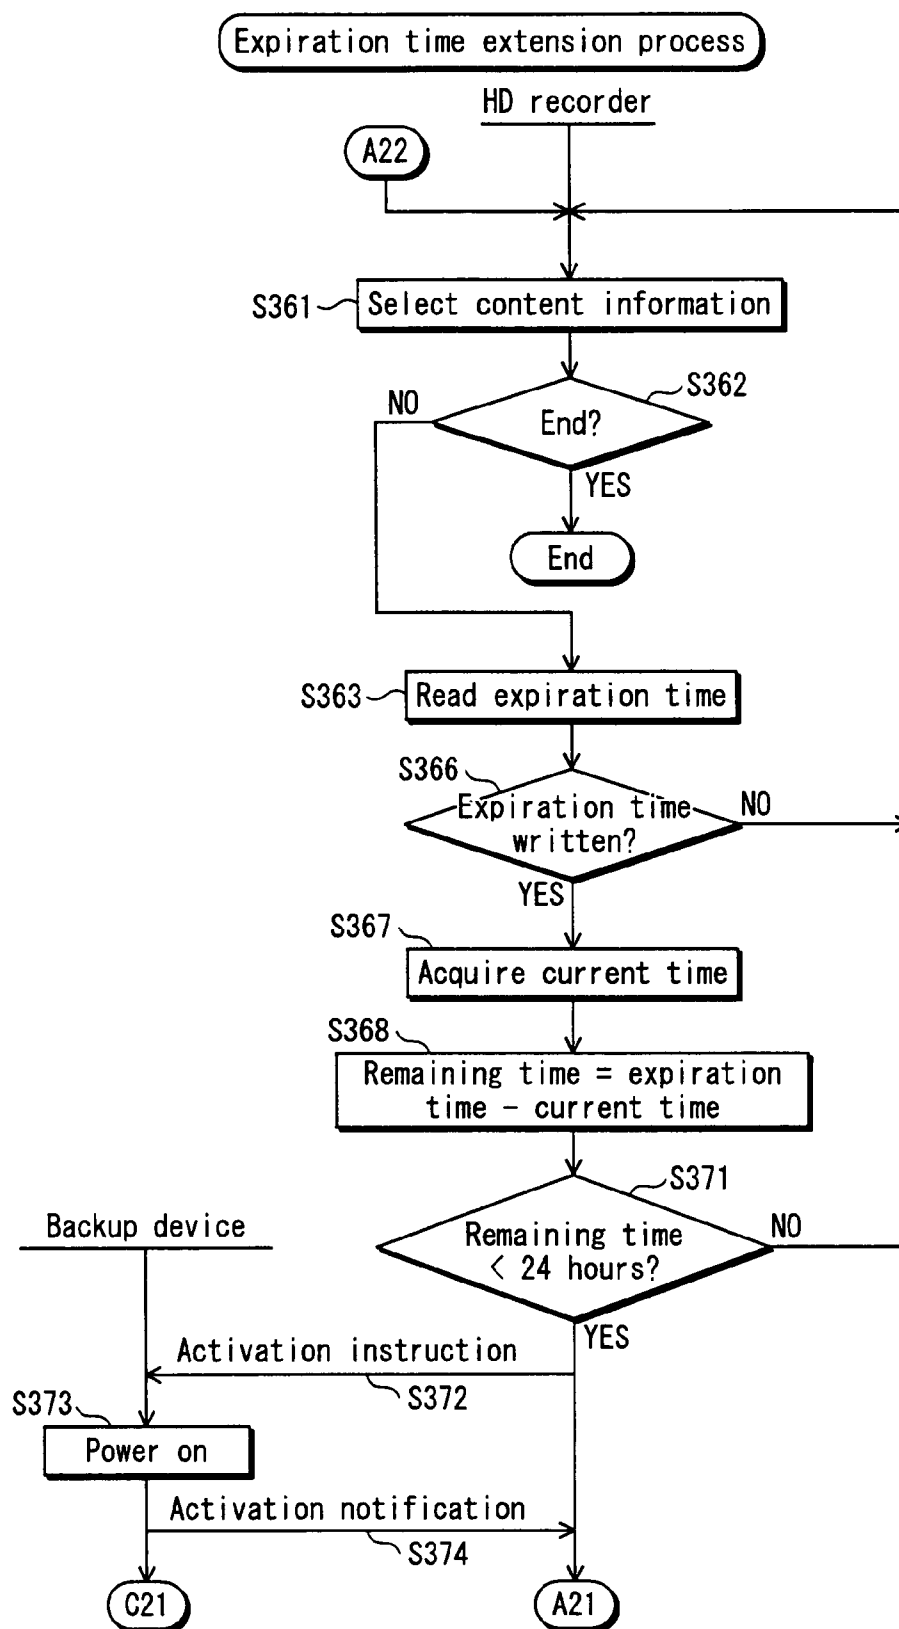 Expiration time extension process
HD recorder
A22
S361
Select content information
S362
NO
End?
YES
End
S363
Read expiration time
S366
Expiration time
written?
NO
YES
S367
Acquire current time
S368
Remaining time = expiration
time - current time
S371
Backup device
Remaining time
< 24 hours?
NO
YES
Activation instruction
S372
S373
Power on
Activation notification
S374
C21
A21